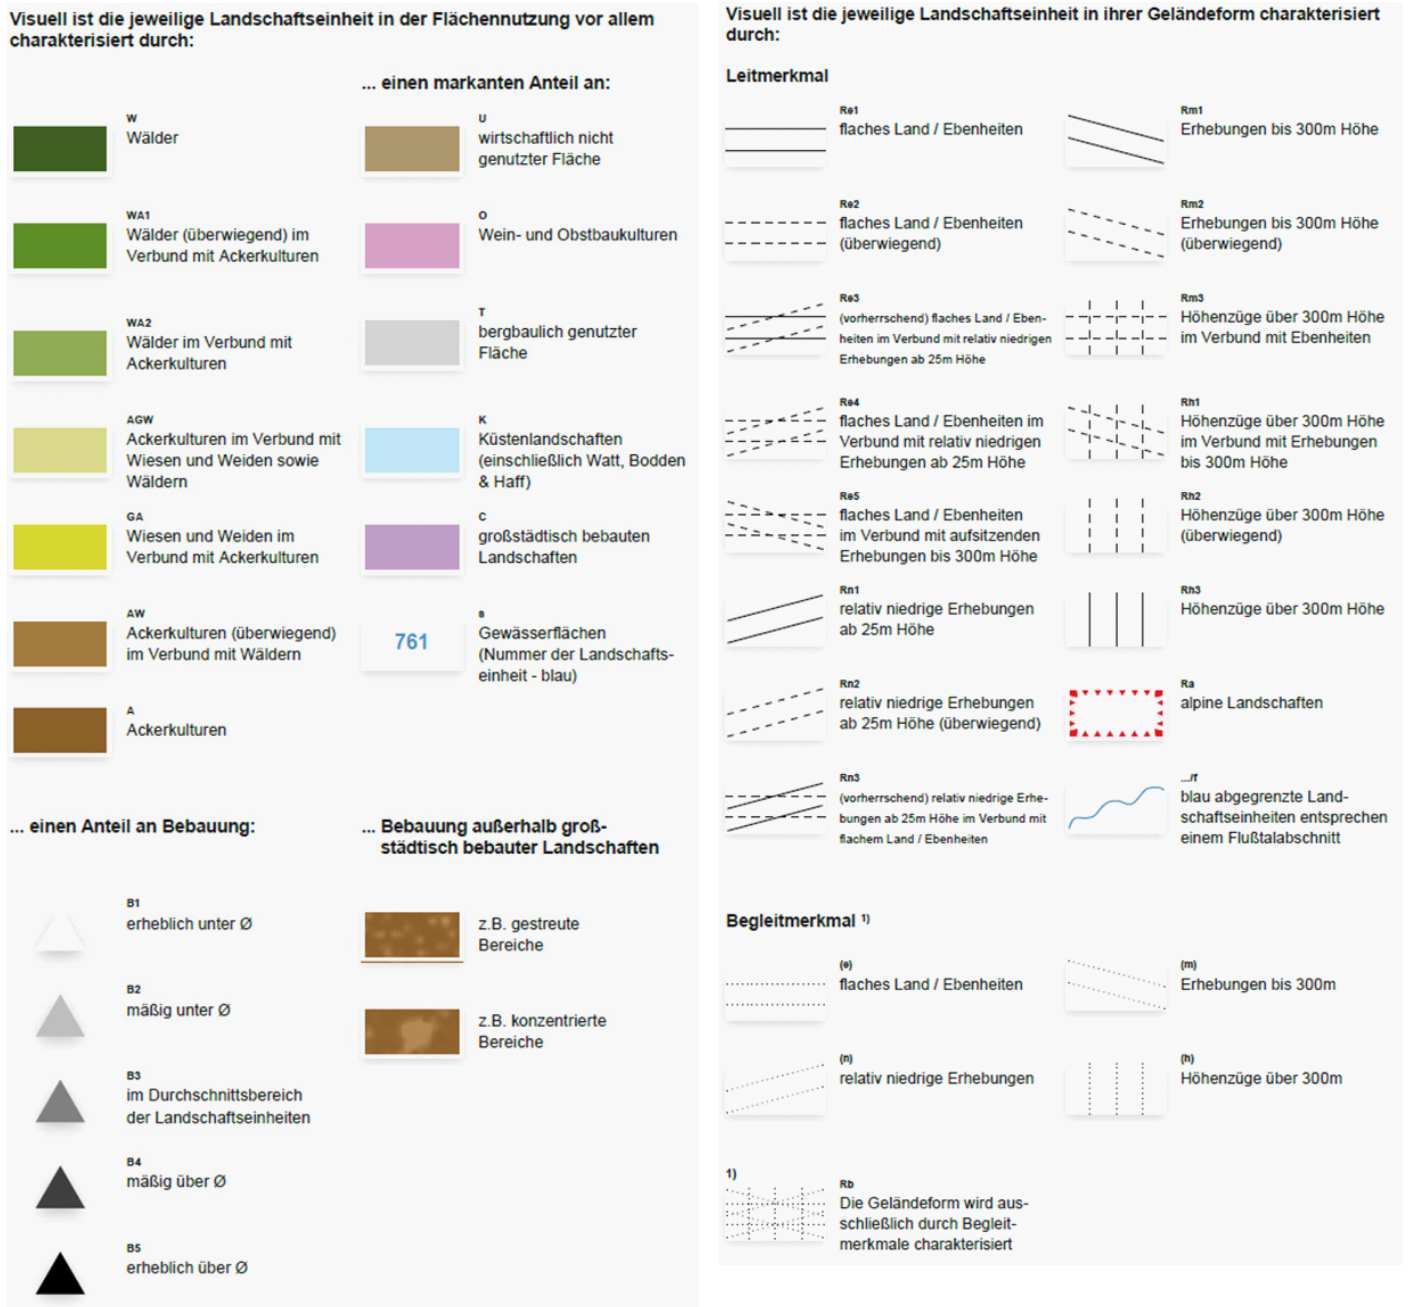 Visuell ist die jeweilige Landschaftseinheit in der Flächennutzung vor allem
charakterisiert durch:
... einen markanten Anteil an:
W
Wälder
U
wirtschaftlich nicht
genutzter Fläche
WA1
Wälder (überwiegend) im
Verbund mit Ackerkulturen
O
Wein- und Obstbaukulturen
WA2
Wälder im Verbund mit
Ackerkulturen
T
bergbaulich genutzter
Fläche
AGW
Ackerkulturen im Verbund mit
Wiesen und Weiden sowie
Wäldern
K
Küstenlandschaften
(einschließlich Watt, Bodden
& Haff)
GA
Wiesen und Weiden im
Verbund mit Ackerkulturen
C
großstädtisch bebauten
Landschaften
AW
Ackerkulturen (überwiegend)
im Verbund mit Wäldern
761
s
Gewässerflächen
(Nummer der Landschafts-
einheit - blau)
A
Ackerkulturen
... einen Anteil an Bebauung:
... Bebauung außerhalb groß-
städtisch bebauter Landschaften
B1
erheblich unter Ø
z.B. gestreute
Bereiche
B2
mäßig unter Ø
z.B. konzentrierte
Bereiche
B3
im Durchschnittsbereich
der Landschaftseinheiten
B4
mäßig über Ø
B5
erheblich über Ø
Visuell ist die jeweilige Landschaftseinheit in ihrer Geländeform charakterisiert
durch:
Leitmerkmal
Re1
flaches Land / Ebenheiten
Rm1
Erhebungen bis 300m Höhe
Re2
flaches Land / Ebenheiten
(überwiegend)
Rm2
Erhebungen bis 300m Höhe
(überwiegend)
Re3
(vorherrschend) flaches Land / Eben-
heiten im Verbund mit relativ niedrigen
Erhebungen ab 25m Höhe
Rm3
Höhenzüge über 300m Höhe
im Verbund mit Ebenheiten
Re4
flaches Land / Ebenheiten im
Verbund mit relativ niedrigen
Erhebungen ab 25m Höhe
Rh1
Höhenzüge über 300m Höhe
im Verbund mit Erhebungen
bis 300m Höhe
Re5
flaches Land / Ebenheiten
im Verbund mit aufsitzenden
Erhebungen bis 300m Höhe
Rh2
Höhenzüge über 300m Höhe
(überwiegend)
Rn1
relativ niedrige Erhebungen
ab 25m Höhe
Rh3
Höhenzüge über 300m Höhe
Rn2
relativ niedrige Erhebungen
ab 25m Höhe (überwiegend)
Ra
alpine Landschaften
Rn3
(vorherrschend) relativ niedrige Erhe-
bungen ab 25m Höhe im Verbund mit
flachem Land / Ebenheiten
.../f
blau abgegrenzte Land-
schaftseinheiten entsprechen
einem Flußtalabschnitt
Begleitmerkmal 1)
(e)
flaches Land / Ebenheiten
(m)
Erhebungen bis 300m
(n)
relativ niedrige Erhebungen
(h)
Höhenzüge über 300m
1)
Rb
Die Geländeform wird aus-
schließlich durch Begleit-
merkmale charakterisiert